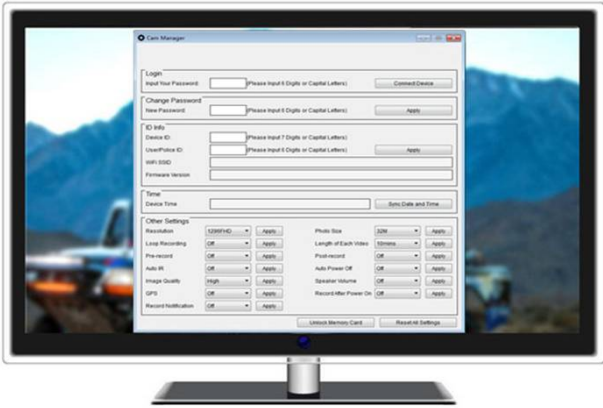 Cam Manager
Login
Input Your Password: (Please Input 6 Digits or Capital Letters) Connect Device
Change Password
New Password: (Please Input 6 Digits or Capital Letters) Apply
ID Info
Device ID: (Please Input 7 Digits or Capital Letters)
User/Police ID: (Please Input 6 Digits or Capital Letters) Apply
WiFi SSID
Firmware Version
Time
Device Time Sync Date and Time
Other Settings
Resolution 1296FHD Apply Photo Size 32M Apply
Loop Recording Off Apply Length of Each Video 10mins Apply
Pre-record Off Apply Post-record Off Apply
Auto IR Off Apply Auto Power Off Off Apply
Image Quality High Apply Speaker Volume Off Apply
GPS Off Apply Record After Power On Off Apply
Record Notification Off Apply
Unlock Memory Card Reset All Settings